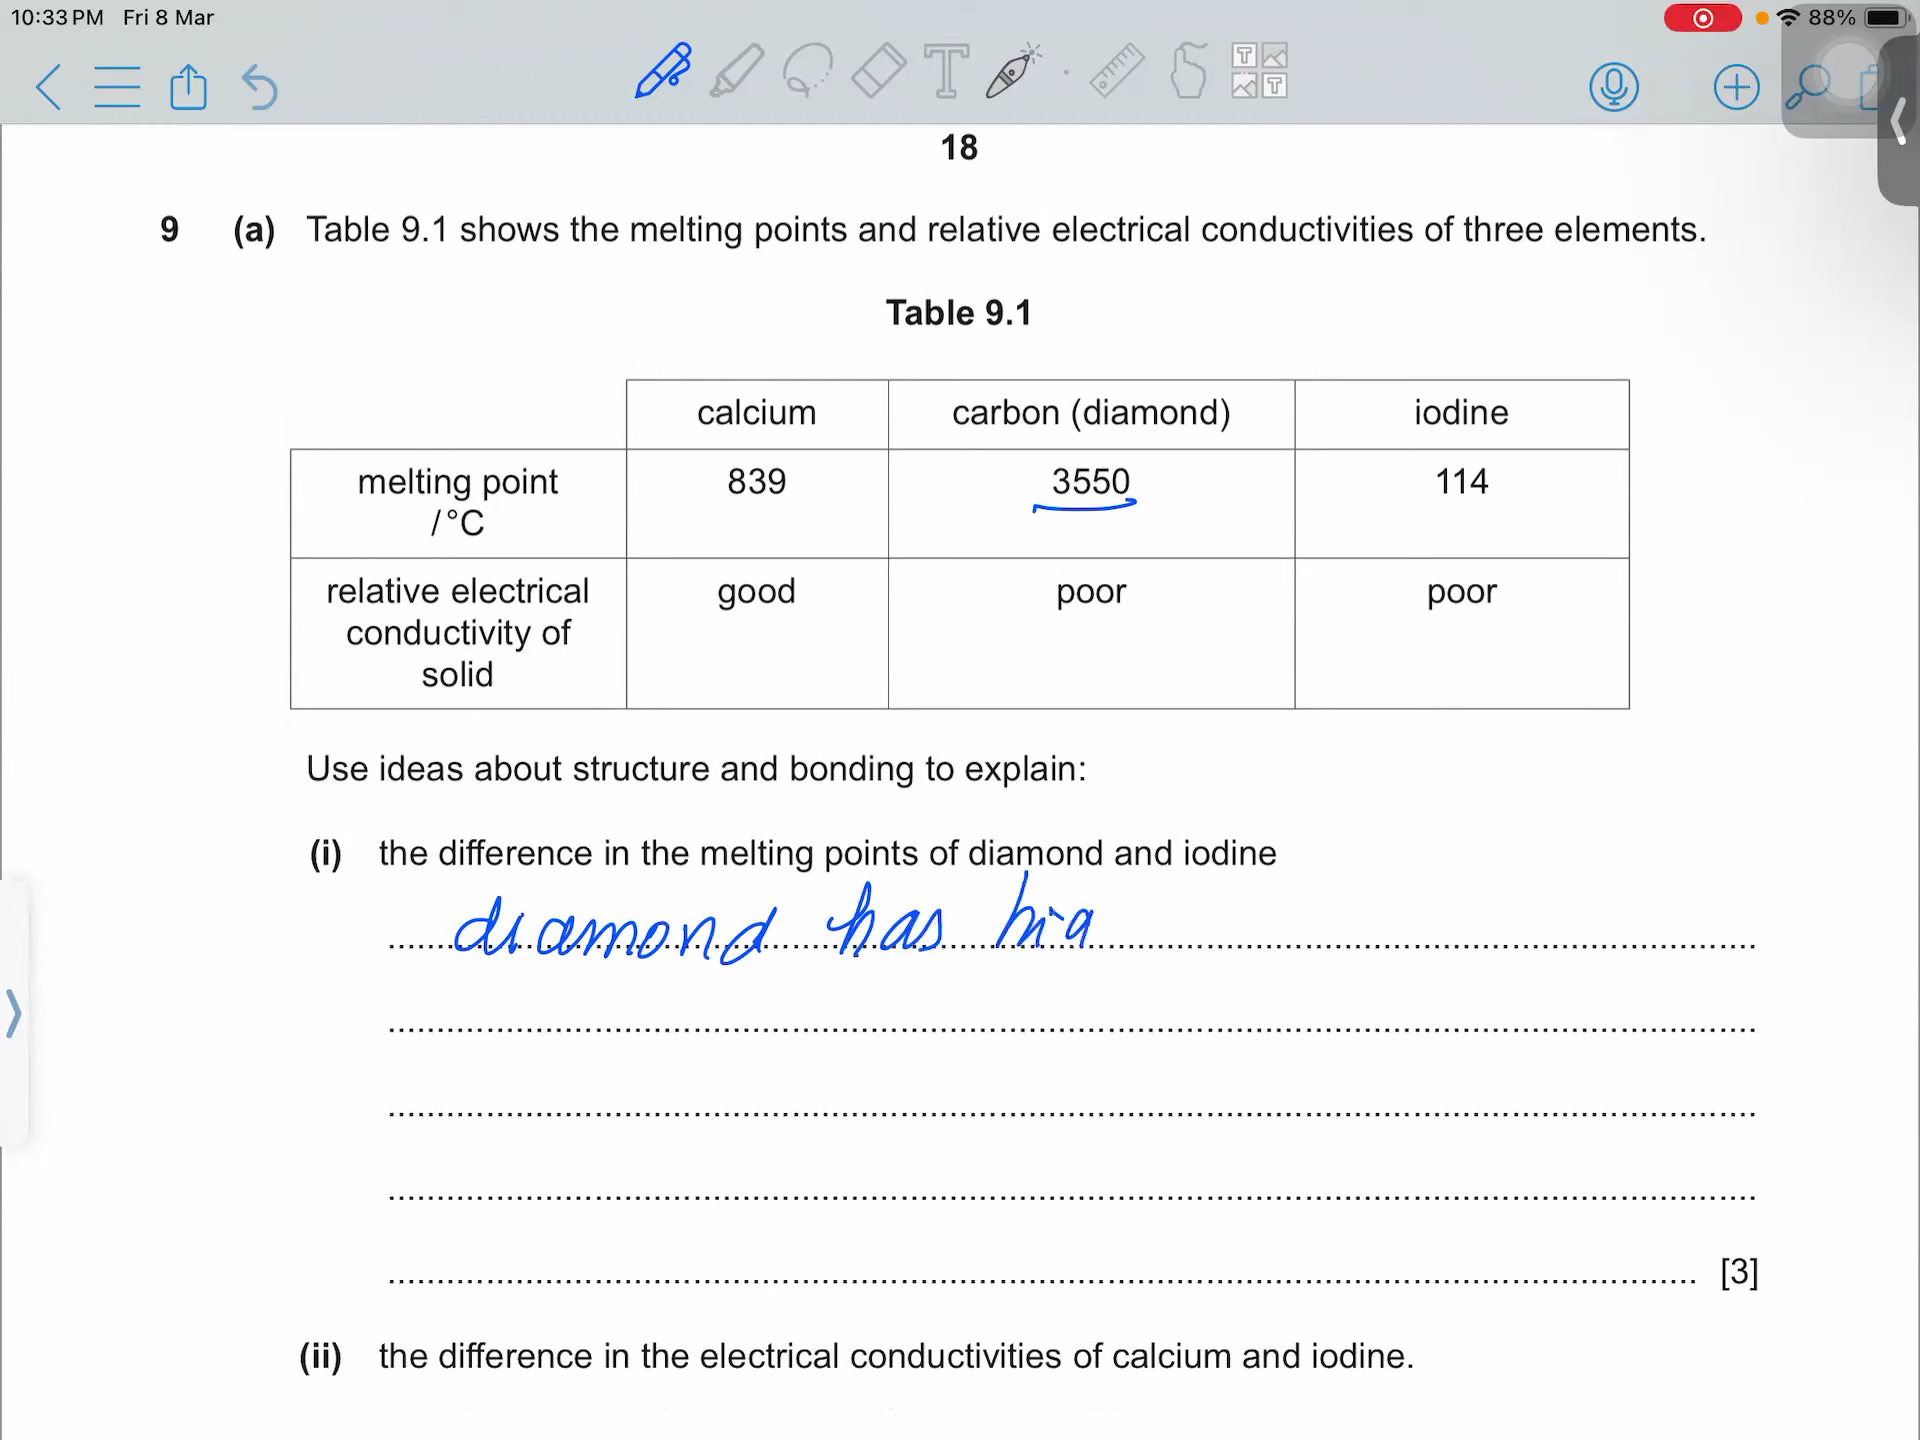 10:33 PM Fri 8 Mar 88%
18
9 (a) Table 9.1 shows the melting points and relative electrical conductivities of three elements.
Table 9.1
calcium carbon (diamond) iodine
melting point
/ °C
839 3550 114
relative electrical
conductivity of
solid
good poor poor
Use ideas about structure and bonding to explain:
(i) the difference in the melting points of diamond and iodine
diamond has hig
[3]
(ii) the difference in the electrical conductivities of calcium and iodine.